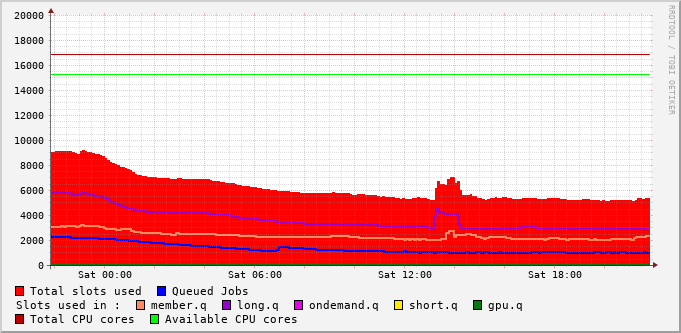 20000
18000
16000
14000
12000
10000
8000
6000
4000
2000
0
Sat 00:00 Sat 06:00 Sat 12:00 Sat 18:00
RRDTOOL / TOBI OETIKER
Total slots used Queued Jobs
Slots used in : member.q long.q ondemand.q short.q gpu.q
Total CPU cores Available CPU cores